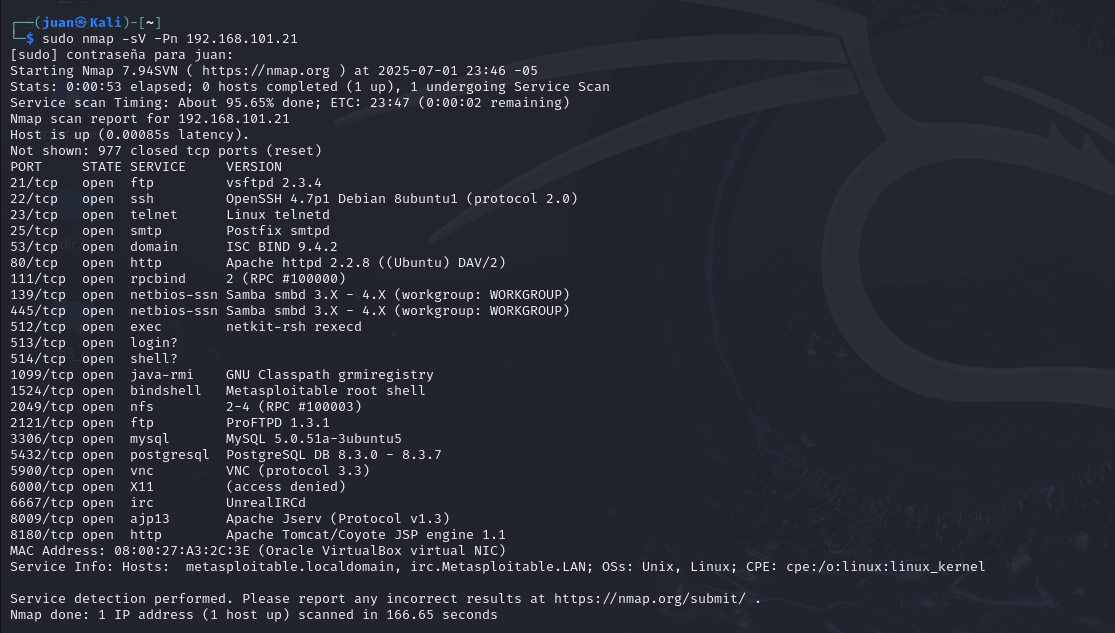 ┌──(juan㉿Kali)-[~]
└─$ sudo nmap -sV -Pn 192.168.101.21
[sudo] contraseña para juan:
Starting Nmap 7.94SVN ( https://nmap.org ) at 2025-07-01 23:46 -05
Stats: 0:00:53 elapsed; 0 hosts completed (1 up), 1 undergoing Service Scan
Service scan Timing: About 95.65% done; ETC: 23:47 (0:00:02 remaining)
Nmap scan report for 192.168.101.21
Host is up (0.00085s latency).
Not shown: 977 closed tcp ports (reset)
PORT     STATE SERVICE     VERSION
21/tcp   open  ftp         vsftpd 2.3.4
22/tcp   open  ssh         OpenSSH 4.7p1 Debian 8ubuntu1 (protocol 2.0)
23/tcp   open  telnet      Linux telnetd
25/tcp   open  smtp        Postfix smtpd
53/tcp   open  domain      ISC BIND 9.4.2
80/tcp   open  http        Apache httpd 2.2.8 ((Ubuntu) DAV/2)
111/tcp  open  rpcbind     2 (RPC #100000)
139/tcp  open  netbios-ssn Samba smbd 3.X - 4.X (workgroup: WORKGROUP)
445/tcp  open  netbios-ssn Samba smbd 3.X - 4.X (workgroup: WORKGROUP)
512/tcp  open  exec        netkit-rsh rexecd
513/tcp  open  login?
514/tcp  open  shell?
1099/tcp open  java-rmi    GNU Classpath grmiregistry
1524/tcp open  bindshell   Metasploitable root shell
2049/tcp open  nfs         2-4 (RPC #100003)
2121/tcp open  ftp         ProFTPD 1.3.1
3306/tcp open  mysql       MySQL 5.0.51a-3ubuntu5
5432/tcp open  postgresql  PostgreSQL DB 8.3.0 - 8.3.7
5900/tcp open  vnc         VNC (protocol 3.3)
6000/tcp open  X11         (access denied)
6667/tcp open  irc         UnrealIRCd
8009/tcp open  ajp13       Apache Jserv (Protocol v1.3)
8180/tcp open  http        Apache Tomcat/Coyote JSP engine 1.1
MAC Address: 08:00:27:A3:2C:3E (Oracle VirtualBox virtual NIC)
Service Info: Hosts:  metasploitable.localdomain, irc.Metasploitable.LAN; OSs: Unix, Linux; CPE: cpe:/o:linux:linux_kernel

Service detection performed. Please report any incorrect results at https://nmap.org/submit/ .
Nmap done: 1 IP address (1 host up) scanned in 166.65 seconds